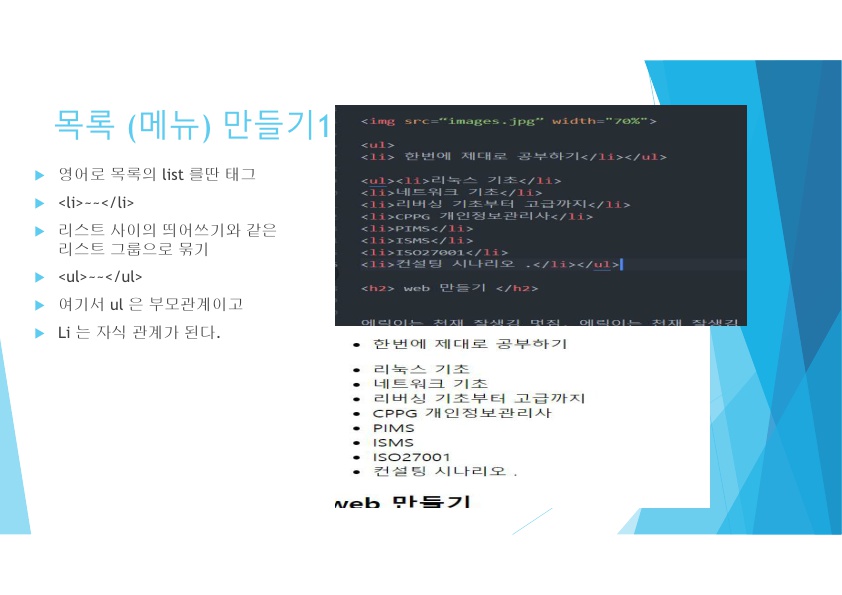 목록 (메뉴) 만들기1
영어로 목록의 list 를딴 태그
<li>~~</li>
리스트 사이의 띄어쓰기와 같은
리스트 그룹으로 묶기
<ul>~~</ul>
여기서 ul 은 부모관계이고
Li 는 자식 관계가 된다.
<img src="images.jpg" width="70%">
<ul>
<li> 한번에 제대로 공부하기</li></ul>
<ul><li>리눅스 기초</li>
<li>네트워크 기초</li>
<li>리버싱 기초부터 고급까지</li>
<li>CPPG 개인정보관리사</li>
<li>PIMS</li>
<li>ISMS</li>
<li>ISO27001</li>
<li>컨설팅 시나리오 .</li></ul>
<h2> web 만들기 </h2>
한번에 제대로 공부하기
리눅스 기초
네트워크 기초
리버싱 기초부터 고급까지
CPPG 개인정보관리사
PIMS
ISMS
ISO27001
컨설팅 시나리오 .
web 만들기